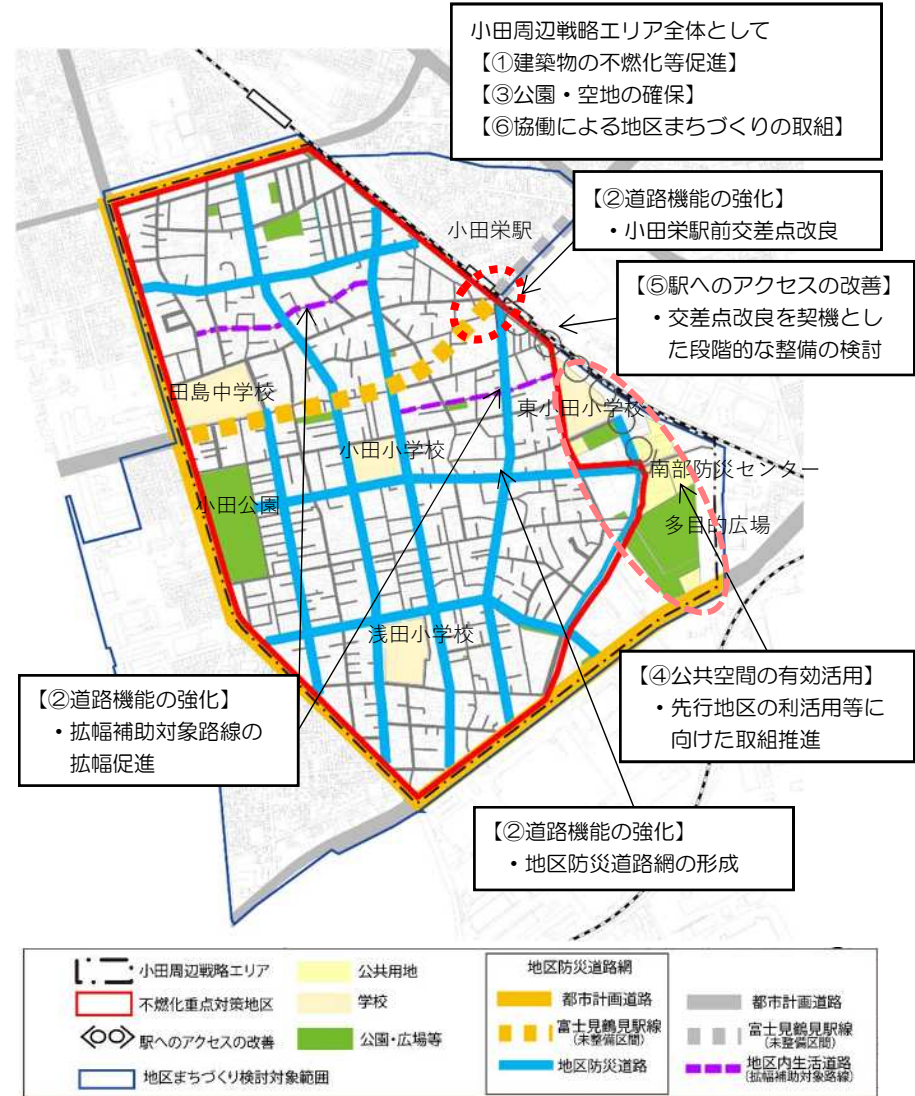 小田周辺戦略エリア全体として
【①建築物の不燃化等促進】
【③公園・空地の確保】
【⑥協働による地区まちづくりの取組】
【②道路機能の強化】
・小田栄駅前交差点改良
小田栄駅
【⑤駅へのアクセスの改善】
・交差点改良を契機とし
た段階的な整備の検討
田島中学校
東小田小学校
小田小学校
南部防災センター
小田公園
多目的広場
浅田小学校
【②道路機能の強化】
・拡幅補助対象路線の
拡幅促進
【④公共空間の有効活用】
・先行地区の利活用等に
向けた取組推進
【②道路機能の強化】
・地区防災道路網の形成
小田周辺戦略エリア
不燃化重点対策地区
駅へのアクセスの改善
地区まちづくり検討対象範囲
公共用地
学校
公園・広場等
地区防災道路網
都市計画道路
富士見鶴見駅線
(未整備区間)
地区防災道路
都市計画道路
富士見鶴見駅線
(未整備区間)
地区内生活道路
(拡幅補助対象路線)